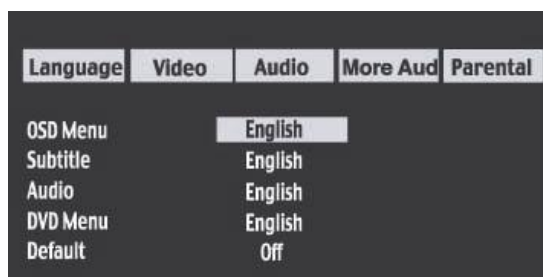 Language Video Audio More Aud Parental
OSD Menu English
Subtitle English
Audio English
DVD Menu English
Default Off